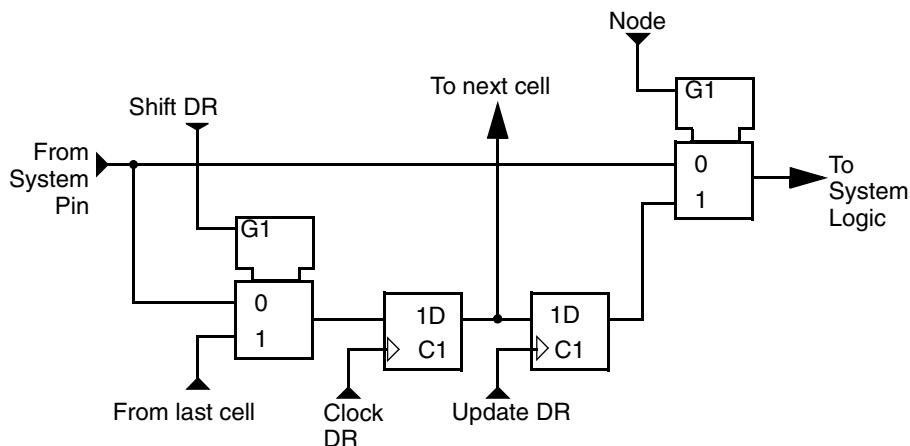 Node
To next cell
G1
Shift DR
From
System
Pin
0
1
To
System
Logic
G1
0
1
1D
C1
1D
C1
From last cell
Clock
DR
Update DR